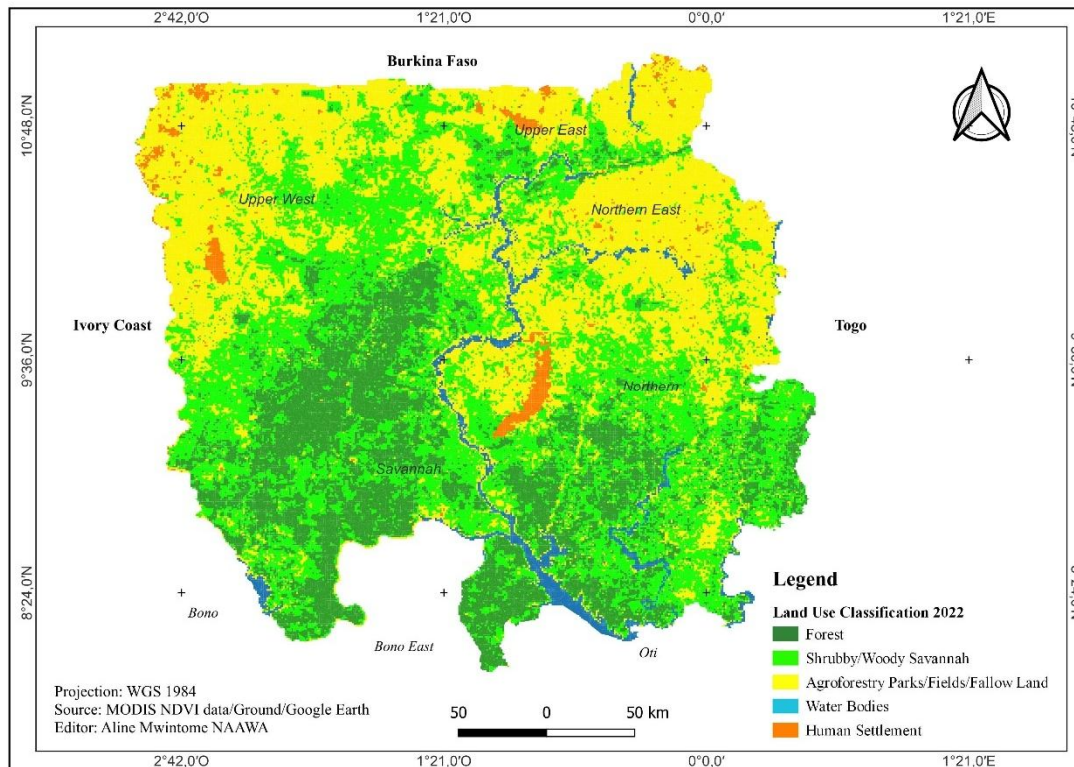 2°42,0'O 1°21,0'O 0°0,0' 1°21,0'E
Burkina Faso
10°48,0'N
Upper East
Upper West
Northern East
Ivory Coast
Togo
9°36,0'N
Northern
Savannah
8°24,0'N
Bono
Bono East
Oti
Legend
Land Use Classification 2022
Forest
Shrubby/Woody Savannah
Agroforestry Parks/Fields/Fallow Land
Water Bodies
Human Settlement
Projection: WGS 1984
Source: MODIS NDVI data/Ground/Google Earth
Editor: Aline Mwintome NAAWA
50 0 50 km
2°42,0'O 1°21,0'O 0°0,0' 1°21,0'E